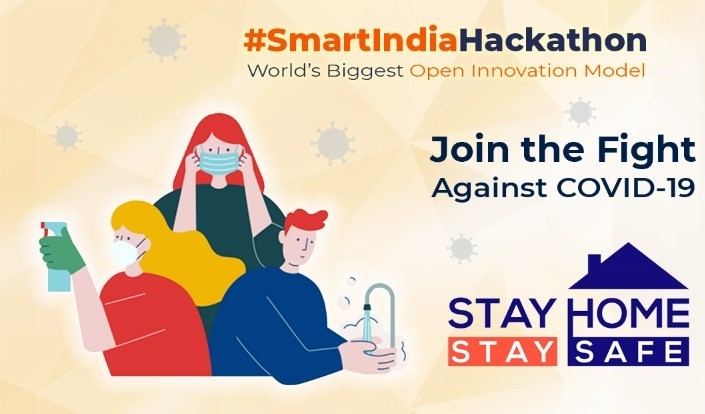 #SmartIndiaHackathon
World's Biggest Open Innovation Model
Join the Fight
Against COVID-19
STAY HOME
STAY SAFE